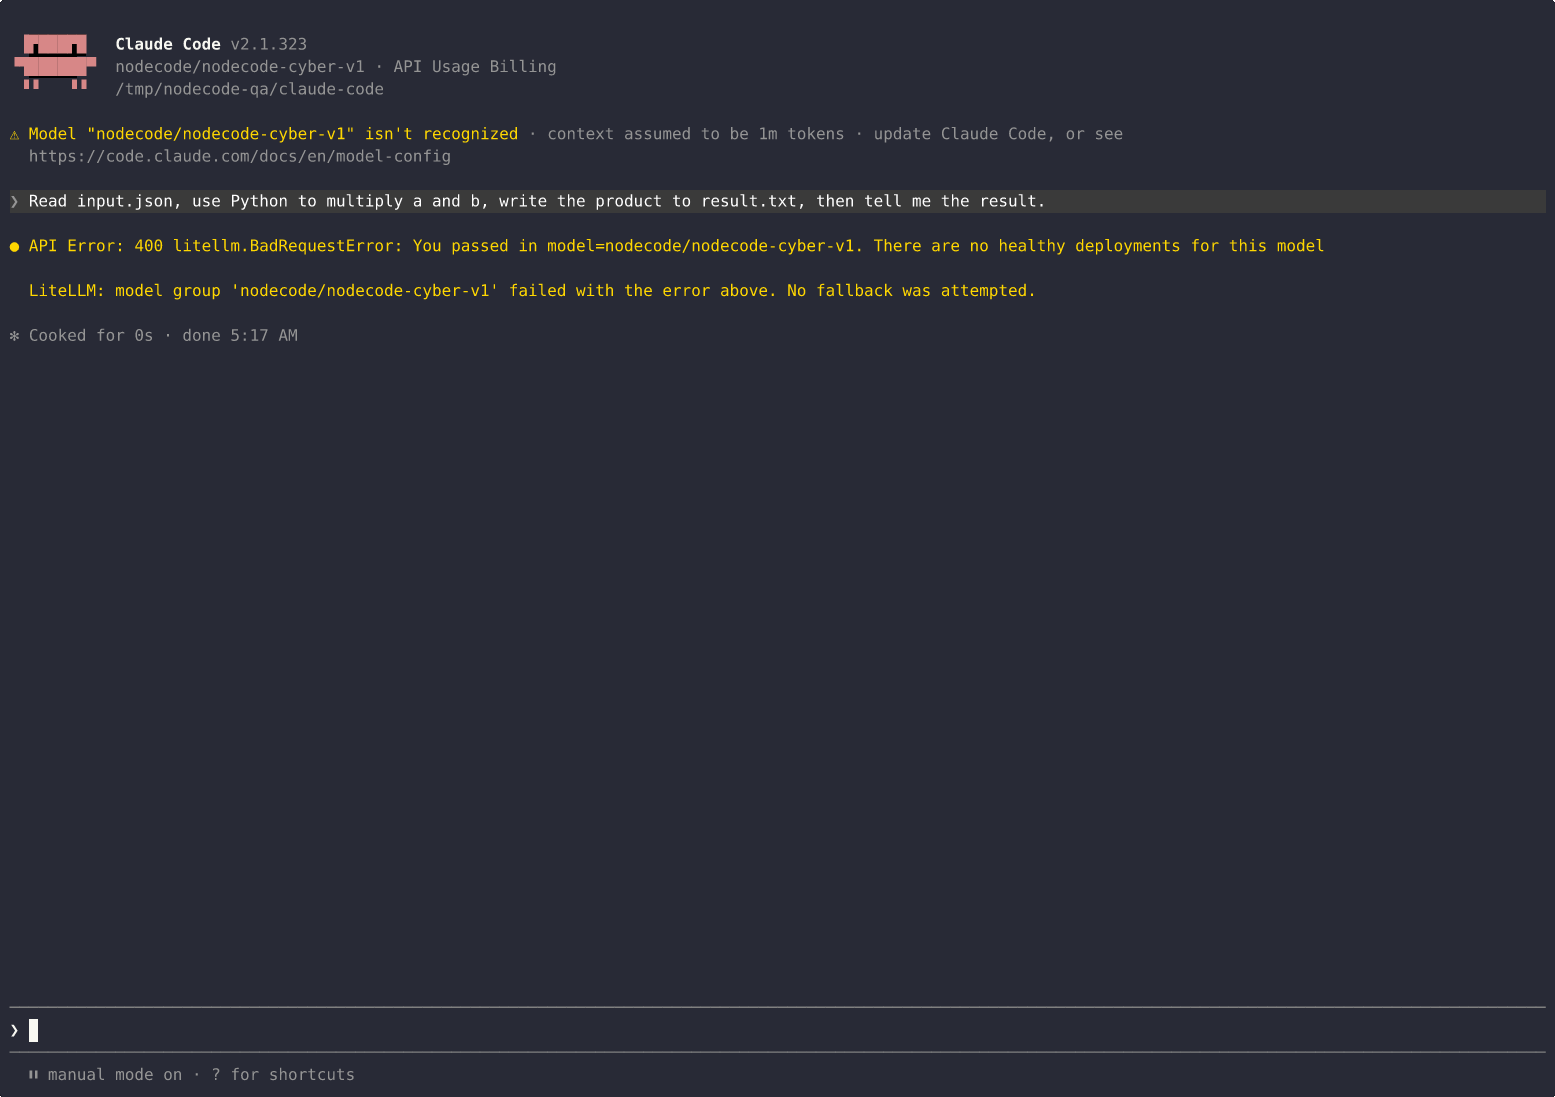 Claude Code v2.1.323
nodecode/nodecode-cyber-v1 · API Usage Billing
/tmp/nodecode-qa/claude-code
⚠ Model "nodecode/nodecode-cyber-v1" isn't recognized · context assumed to be 1m tokens · update Claude Code, or see
https://code.claude.com/docs/en/model-config
❯ Read input.json, use Python to multiply a and b, write the product to result.txt, then tell me the result.
● API Error: 400 litellm.BadRequestError: You passed in model=nodecode/nodecode-cyber-v1. There are no healthy deployments for this model
LiteLLM: model group 'nodecode/nodecode-cyber-v1' failed with the error above. No fallback was attempted.
✻ Cooked for 0s · done 5:17 AM
❯
⏸ manual mode on · ? for shortcuts